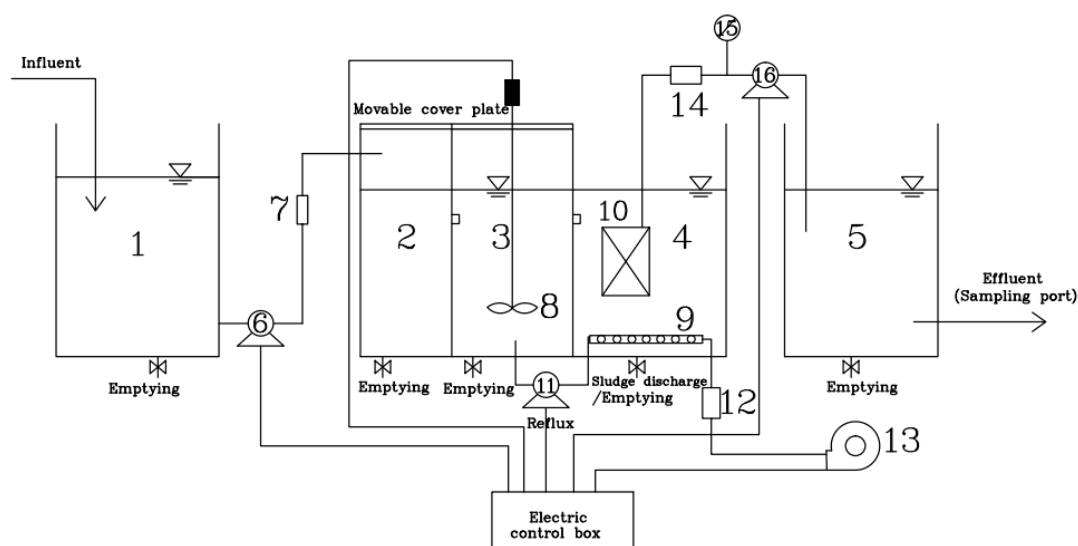 Influent
15
16
14
Movable cover plate
7
10
1
2
3
4
5
Effluent
(Sampling port)
8
6
9
Emptying
Emptying
Emptying
11
Sludge discharge
/Emptying
12
Emptying
Reflux
13
Electric
control box